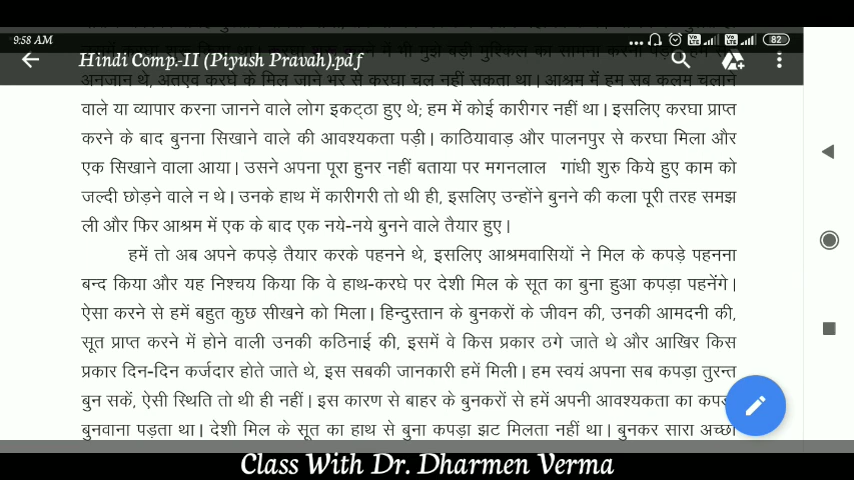 9:58 AM
82
Hindi Comp.-II (Piyush Pravah).pdf
अनजान थे, अतएव करघे के मिल जाने भर से करघा चल नहीं सकता था। आश्रम में हम सब कलम चलाने
वाले या व्यापार करना जानने वाले लोग इकट्ठा हुए थे; हम में कोई कारीगर नहीं था। इसलिए करघा प्राप्त
करने के बाद बुनना सिखाने वाले की आवश्यकता पड़ी। काठियावाड़ और पालनपुर से करघा मिला और
एक सिखाने वाला आया। उसने अपना पूरा हुनर नहीं बताया पर मगनलाल गांधी शुरु किये हुए काम को
जल्दी छोड़ने वाले न थे। उनके हाथ में कारीगरी तो थी ही, इसलिए उन्होंने बुनने की कला पूरी तरह समझ
ली और फिर आश्रम में एक के बाद एक नये-नये बुनने वाले तैयार हुए।
हमें तो अब अपने कपड़े तैयार करके पहनने थे, इसलिए आश्रमवासियों ने मिल के कपड़े पहनना
बन्द किया और यह निश्चय किया कि वे हाथ-करघे पर देशी मिल के सूत का बुना हुआ कपड़ा पहनेंगे।
ऐसा करने से हमें बहुत कुछ सीखने को मिला। हिन्दुस्तान के बुनकरों के जीवन की, उनकी आमदनी की,
सूत प्राप्त करने में होने वाली उनकी कठिनाई की, इसमें वे किस प्रकार ठगे जाते थे और आखिर किस
प्रकार दिन-दिन कर्जदार होते जाते थे, इस सबकी जानकारी हमें मिली। हम स्वयं अपना सब कपड़ा तुरन्त
बुन सकें, ऐसी स्थिति तो थी ही नहीं। इस कारण से बाहर के बुनकरों से हमें अपनी आवश्यकता का
बुनवाना पड़ता था। देशी मिल के सूत का हाथ से बुना कपड़ा झट मिलता नहीं था। बुनकर सारा अच्छा
Class With Dr. Dharmen Verma